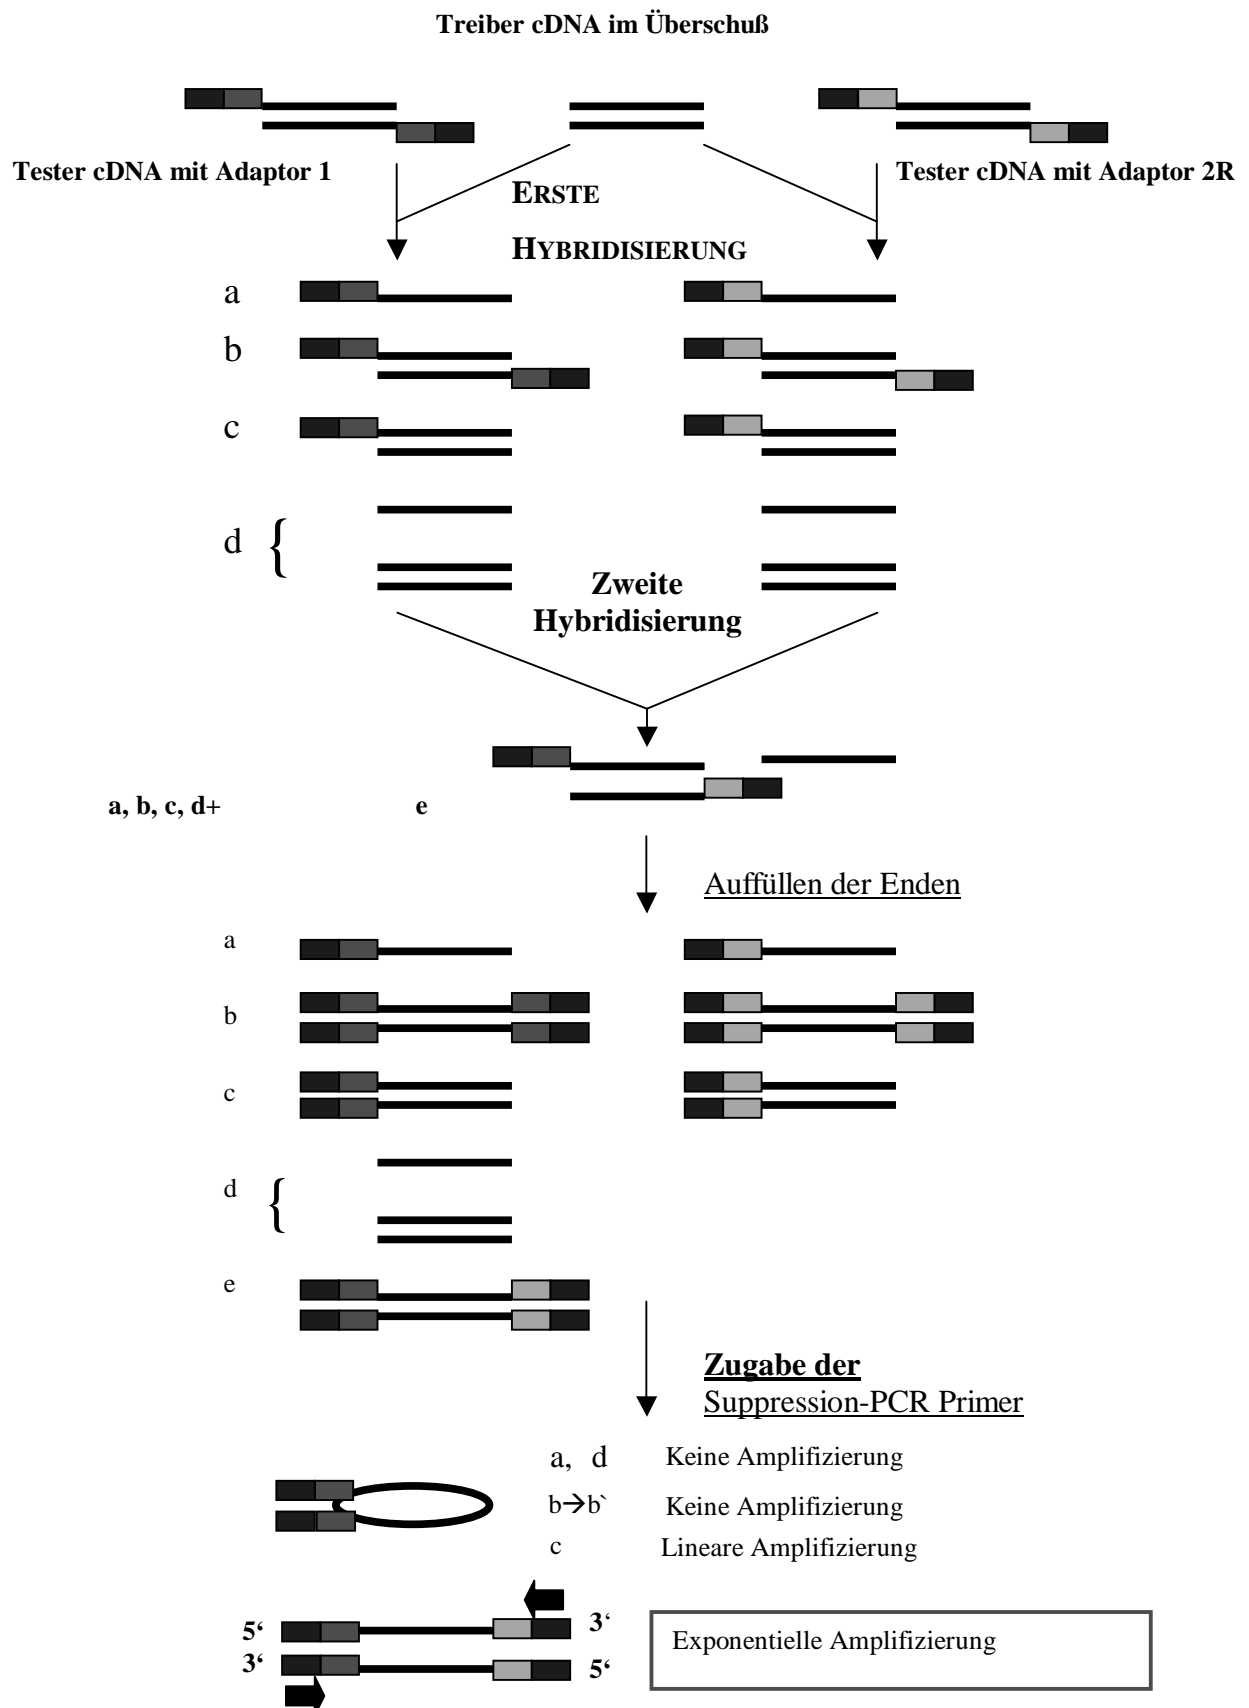 Treiber cDNA im Überschuß
Tester cDNA mit Adaptor 1
Tester cDNA mit Adaptor 2R
ERSTE
HYBRIDISIERUNG
a
b
c
d {
Zweite
Hybridisierung
a, b, c, d+
e
Auffüllen der Enden
a
b
c
d {
e
Zugabe der
Suppression-PCR Primer
a, d Keine Amplifizierung
b→b` Keine Amplifizierung
c Lineare Amplifizierung
5‘ 3‘
3‘ 5‘
Exponentielle Amplifizierung